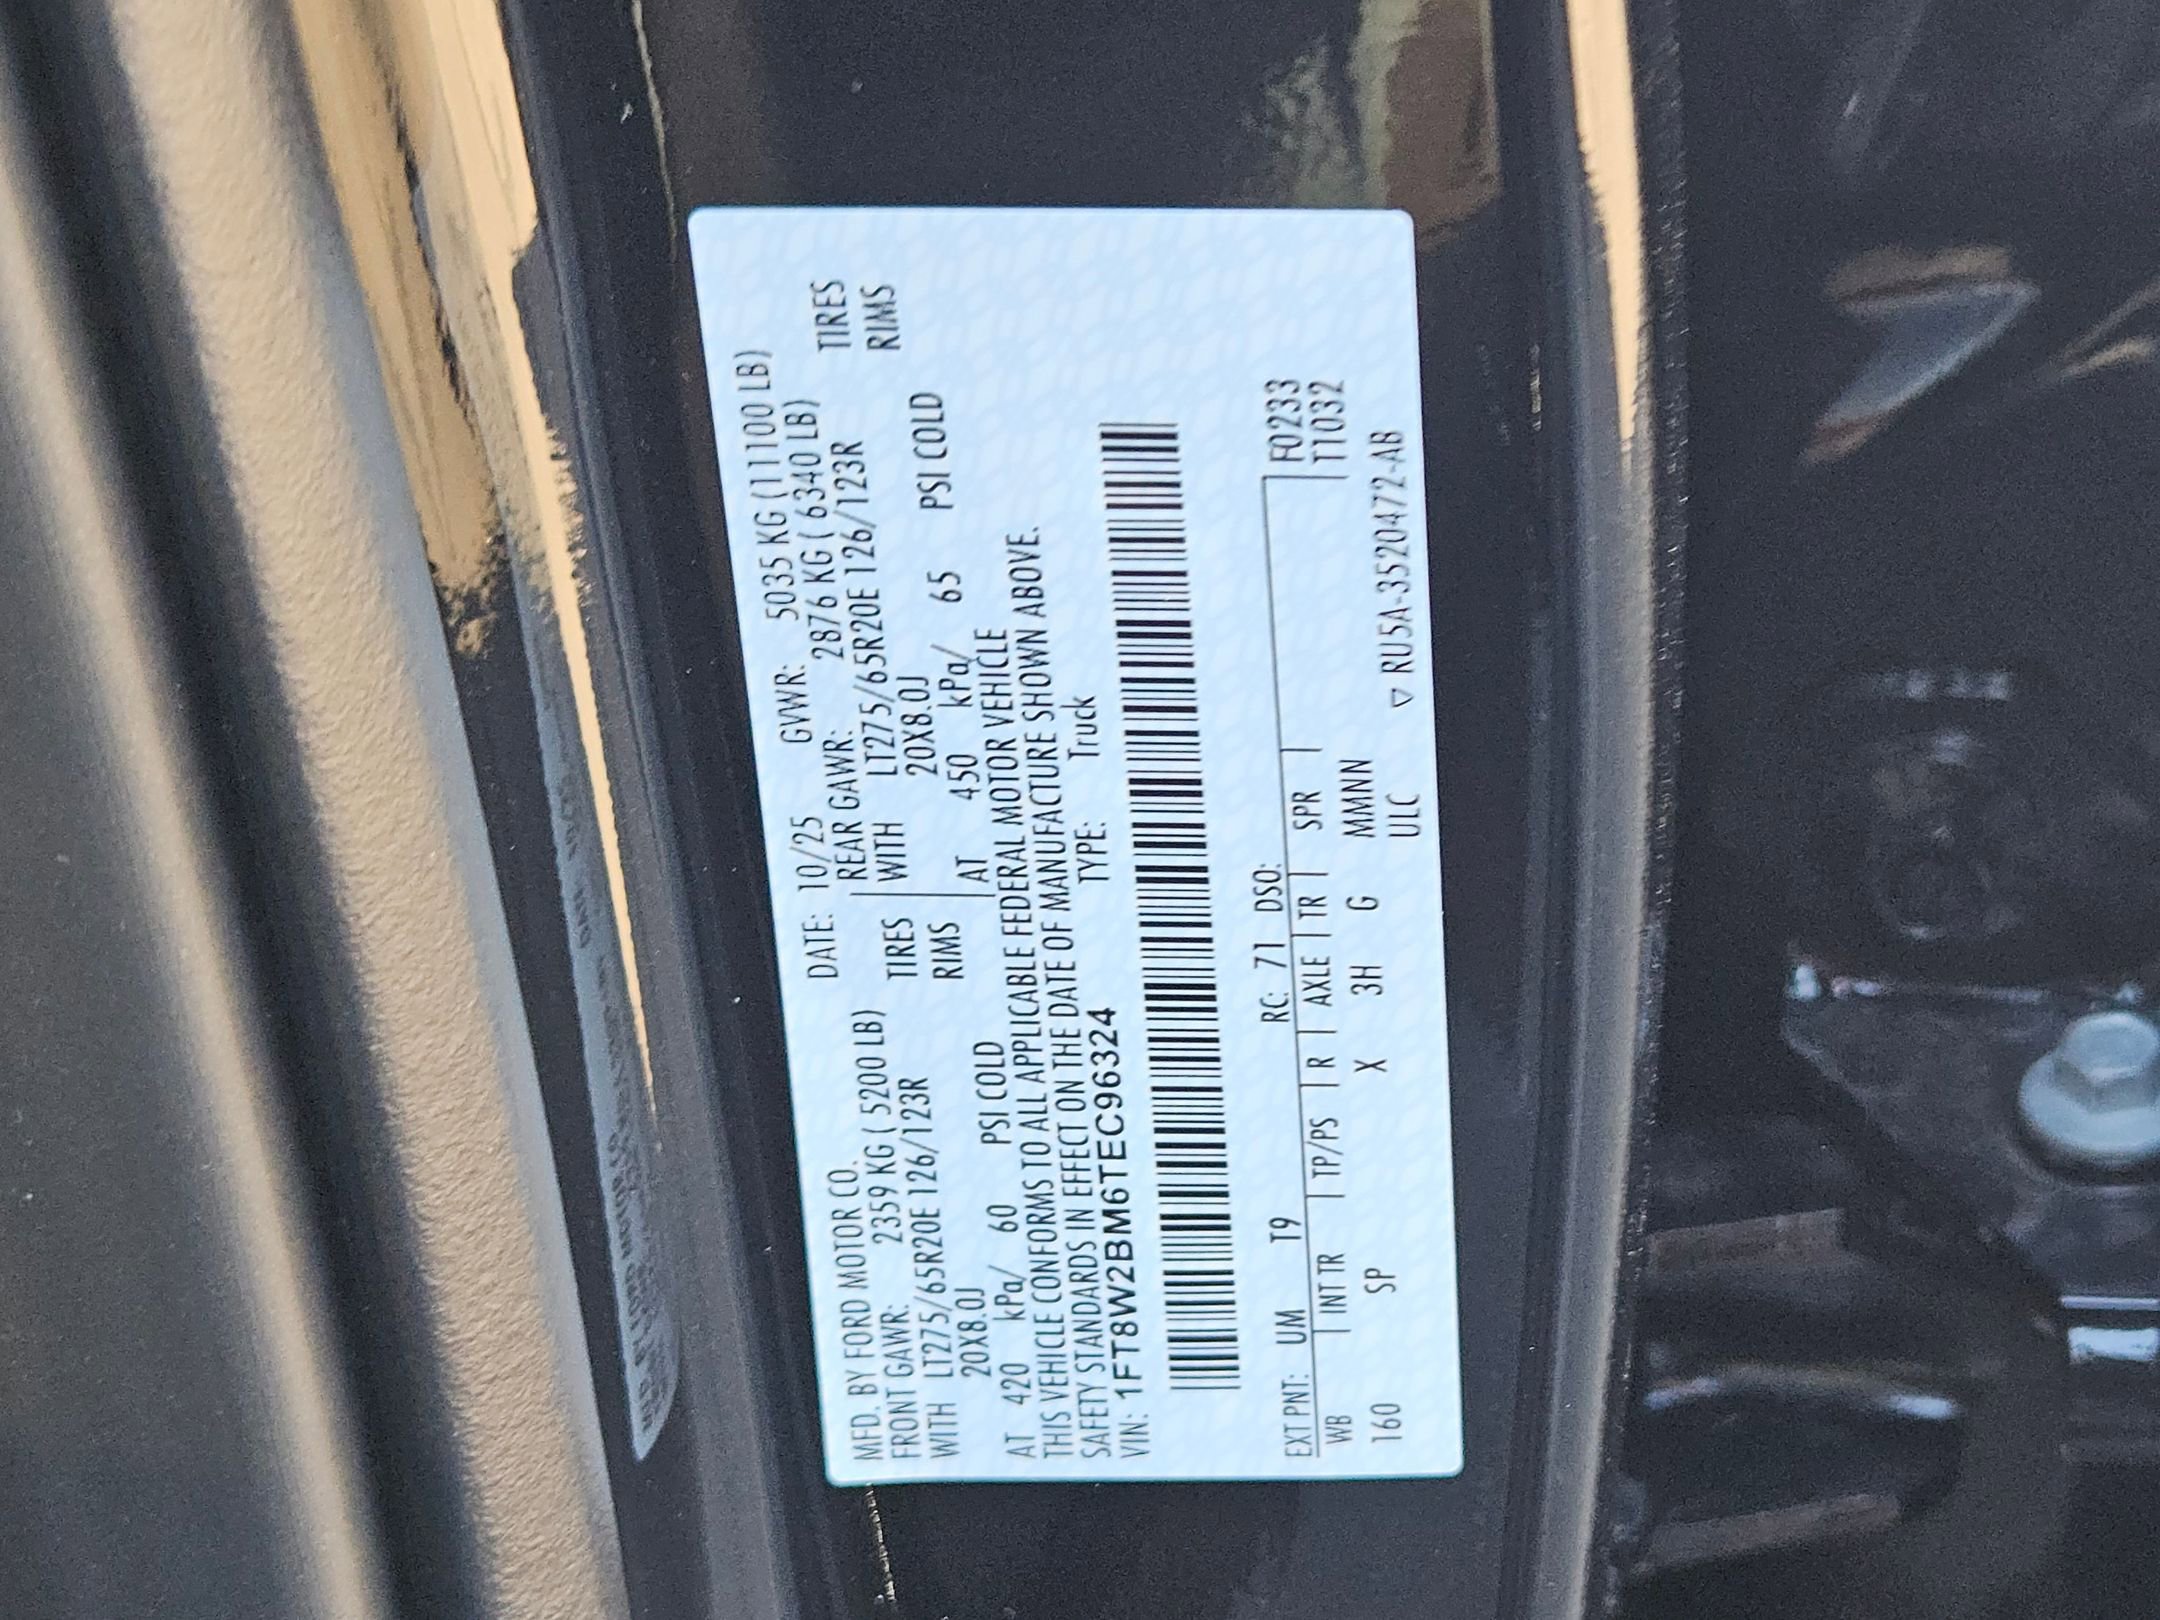 MFD. BY FORD MOTOR CO. DATE: 10/25 GVWR: 5035 KG (11100 LB)
FRONT GAWR: 2359 KG ( 5200 LB) REAR GAWR: 2876 KG ( 6340 LB)
WITH LT275/65R20E 126/123R TIRES WITH LT275/65R20E 126/123R TIRES
20X8.0J RIMS 20X8.0J RIMS
AT 420 kPa/ 60 PSI COLD AT 450 kPa/ 65 PSI COLD
THIS VEHICLE CONFORMS TO ALL APPLICABLE FEDERAL MOTOR VEHICLE
SAFETY STANDARDS IN EFFECT ON THE DATE OF MANUFACTURE SHOWN ABOVE.
VIN: 1FT8W2BM6TEC96324 TYPE: Truck
EXT PNT: UM T9 RC: 71 DSO: F0233
WB INT TR TP/PS R AXLE TR SPR T1032
160 SP X 3H G MMNN
ULC ▽ RU5A-3520472-AB